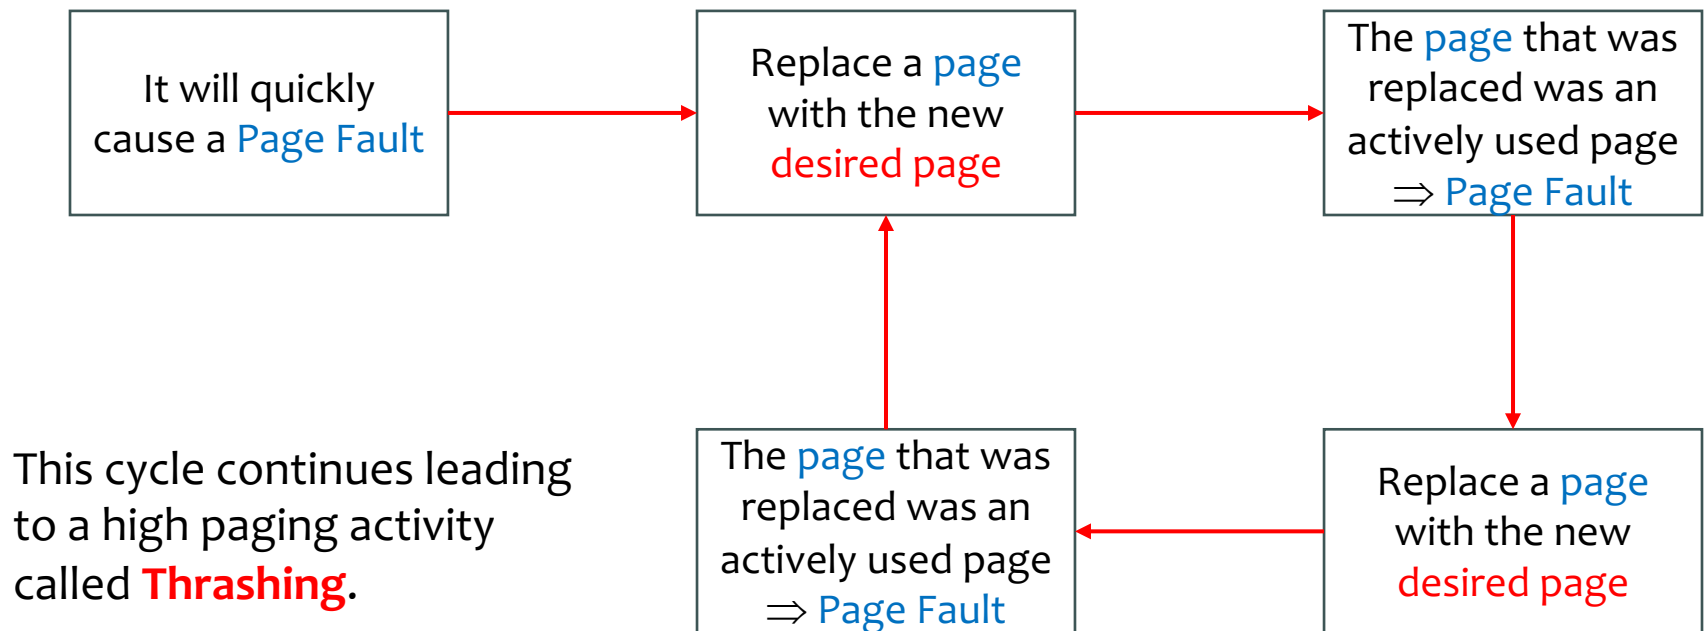 It will quickly
cause a Page Fault
Replace a page
with the new
desired page
The page that was
replaced was an
actively used page
⇒ Page Fault
Replace a page
with the new
desired page
The page that was
replaced was an
actively used page
⇒ Page Fault
This cycle continues leading
to a high paging activity
called Thrashing.